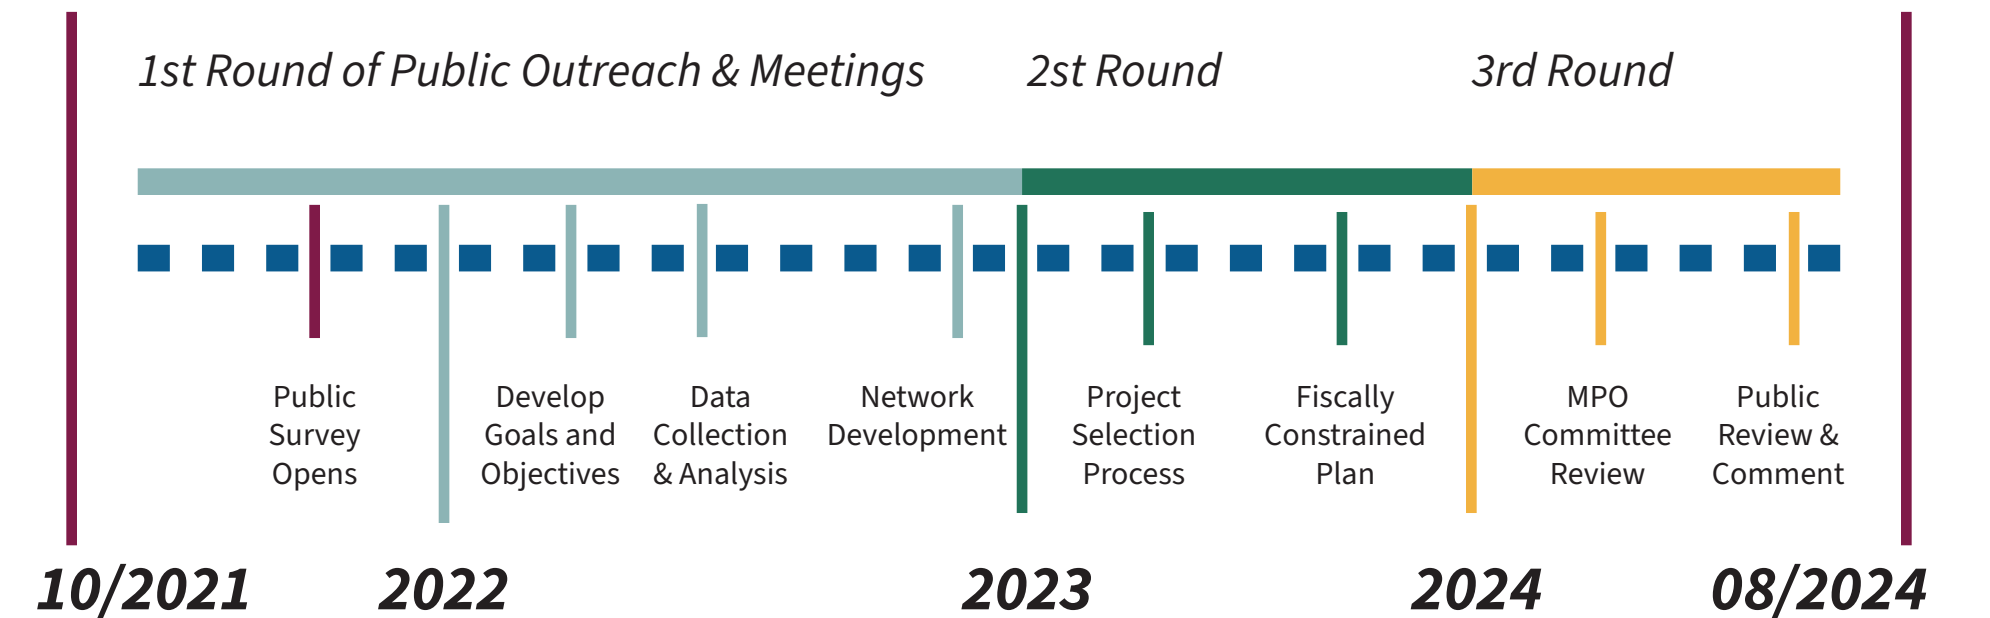 1st Round of Public Outreach & Meetings
2st Round
3rd Round
Public
Survey
Opens
Develop
Goals and
Objectives
Data
Collection
& Analysis
Network
Development
Project
Selection
Process
Fiscally
Constrained
Plan
MPO
Committee
Review
Public
Review &
Comment
10/2021
2022
2023
2024
08/2024